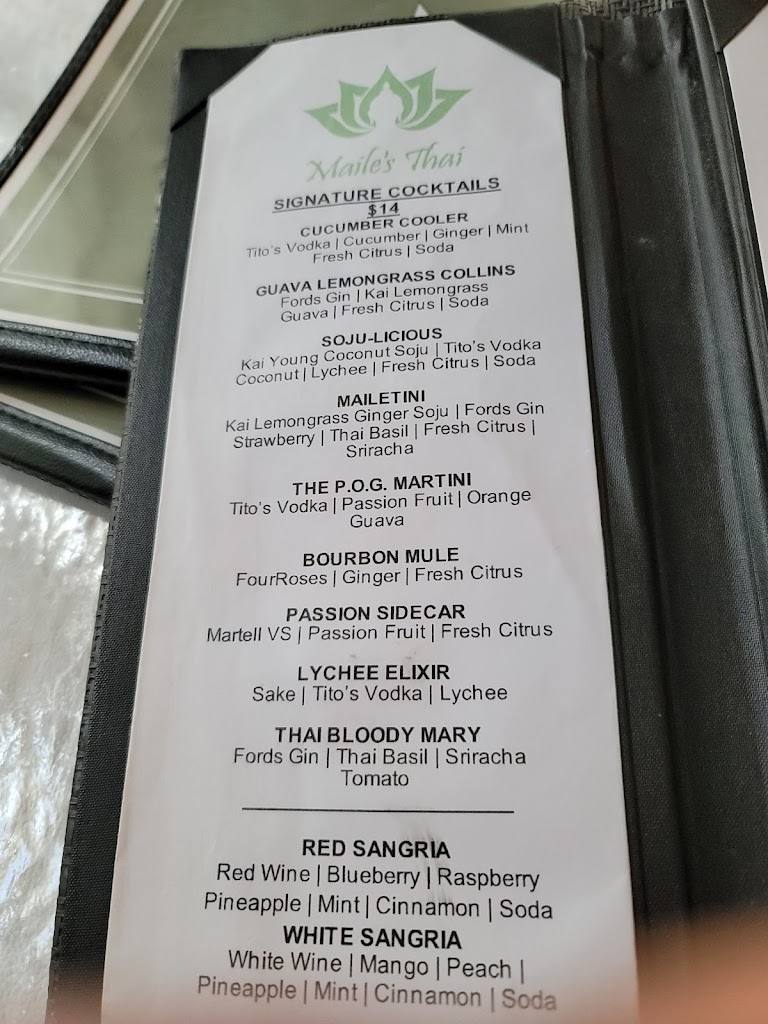 Maile's Thai
SIGNATURE COCKTAILS
$14
CUCUMBER COOLER
Tito's Vodka | Cucumber | Ginger | Mint
Fresh Citrus | Soda
GUAVA LEMONGRASS COLLINS
Fords Gin | Kai Lemongrass
Guava | Fresh Citrus | Soda
SOJU-LICIOUS
Kai Young Coconut Soju | Tito's Vodka
Coconut | Lychee | Fresh Citrus | Soda
MAILETINI
Kai Lemongrass Ginger Soju | Fords Gin
Strawberry | Thai Basil | Fresh Citrus |
Sriracha
THE P.O.G. MARTINI
Tito's Vodka | Passion Fruit | Orange
Guava
BOURBON MULE
FourRoses | Ginger | Fresh Citrus
PASSION SIDECAR
Martell VS | Passion Fruit | Fresh Citrus
LYCHEE ELIXIR
Sake | Tito's Vodka | Lychee
THAI BLOODY MARY
Fords Gin | Thai Basil | Sriracha
Tomato
RED SANGRIA
Red Wine | Blueberry | Raspberry
Pineapple | Mint | Cinnamon | Soda
WHITE SANGRIA
White Wine | Mango | Peach |
Pineapple | Mint | Cinnamon | Soda